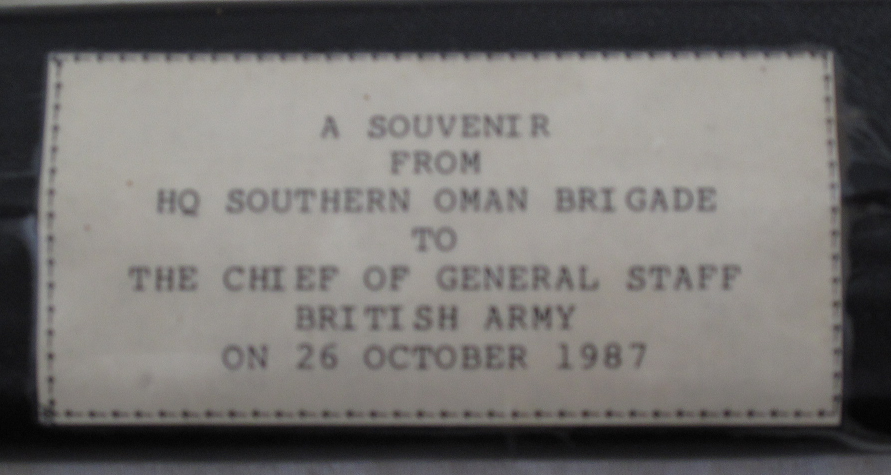 A SOUVENIR
FROM
HQ SOUTHERN OMAN BRIGADE
TO
THE CHIEF OF GENERAL STAFF
BRITISH ARMY
ON 26 OCTOBER 1987